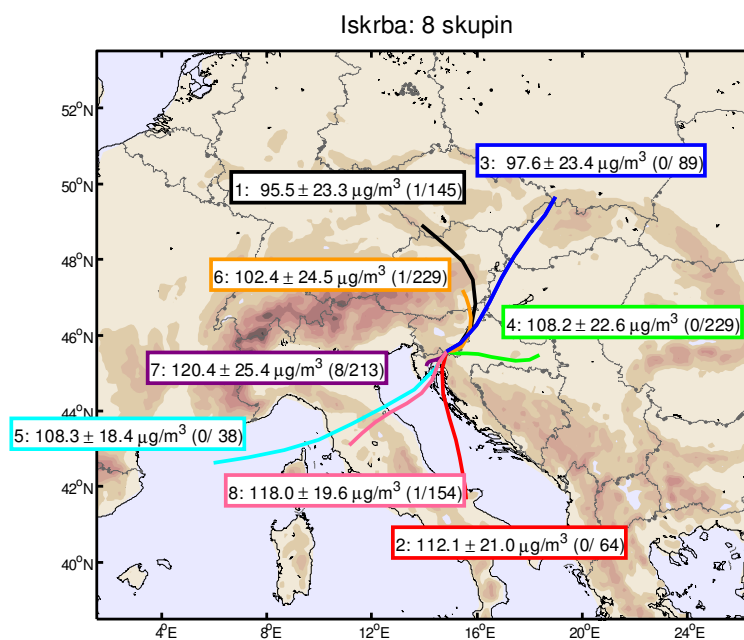 Iskrba: 8 skupin
52°N
3: 97.6 ± 23.4 µg/m³ (0/ 89)
50°N
1: 95.5 ± 23.3 µg/m³ (1/145)
48°N
6: 102.4 ± 24.5 µg/m³ (1/229)
4: 108.2 ± 22.6 µg/m³ (0/229)
46°N
7: 120.4 ± 25.4 µg/m³ (8/213)
44°N
5: 108.3 ± 18.4 µg/m³ (0/ 38)
8: 118.0 ± 19.6 µg/m³ (1/154)
42°N
2: 112.1 ± 21.0 µg/m³ (0/ 64)
40°N
4°E 8°E 12°E 16°E 20°E 24°E